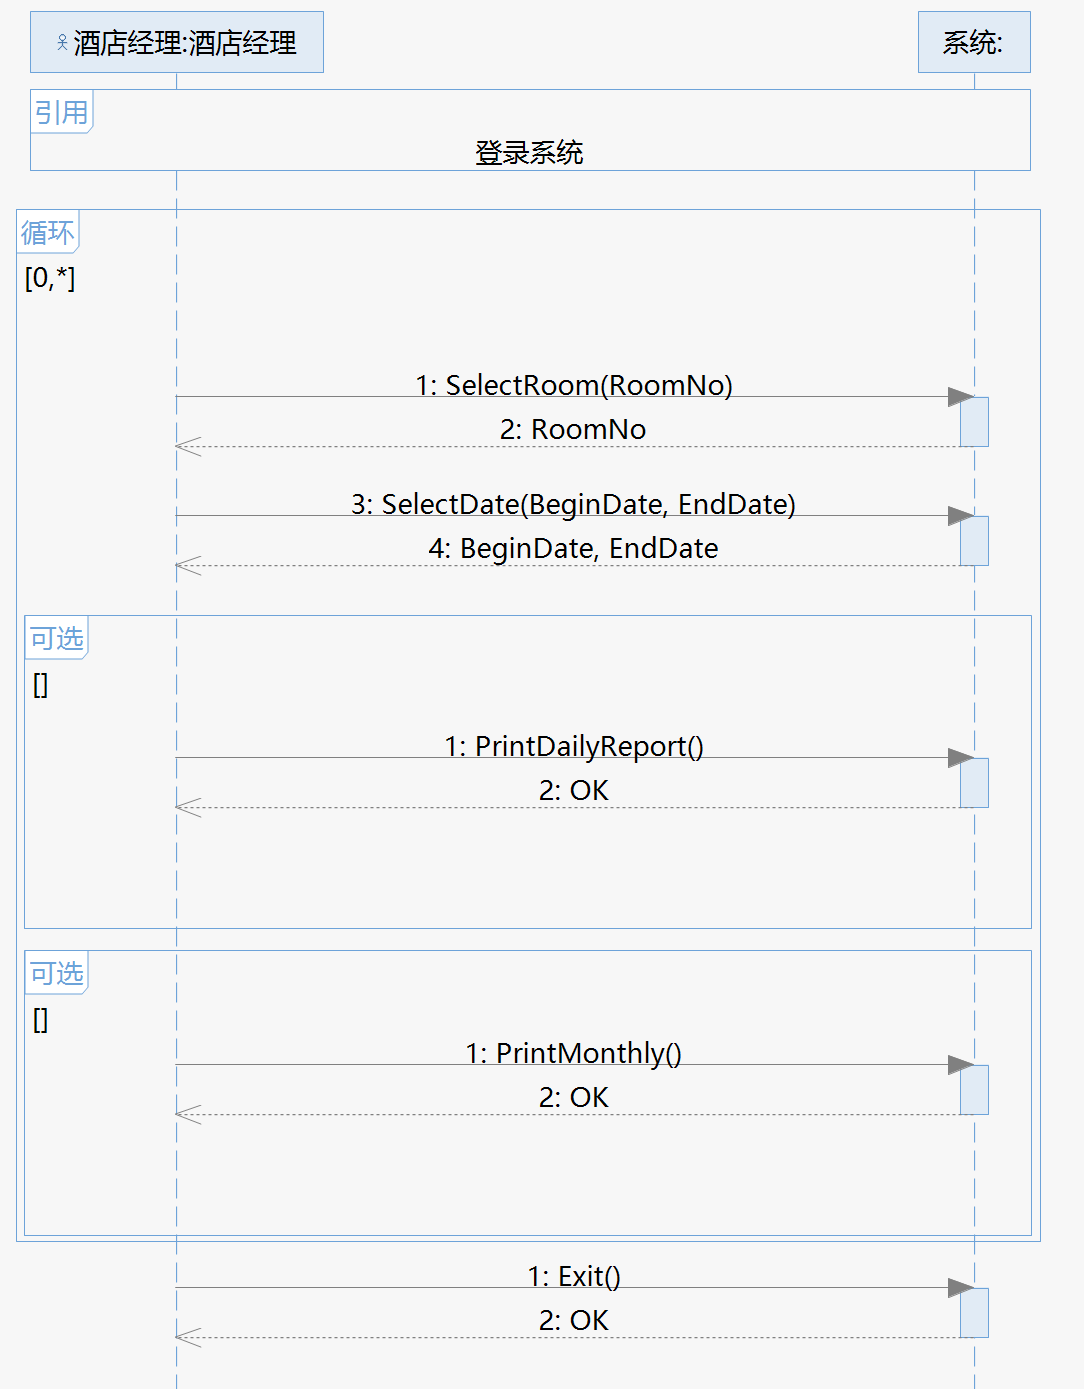 酒店经理:酒店经理
系统:
引用
登录系统
循环
[0,*]
1: SelectRoom(RoomNo)
2: RoomNo
3: SelectDate(BeginDate, EndDate)
4: BeginDate, EndDate
可选
[]
1: PrintDailyReport()
2: OK
可选
[]
1: PrintMonthly()
2: OK
1: Exit()
2: OK